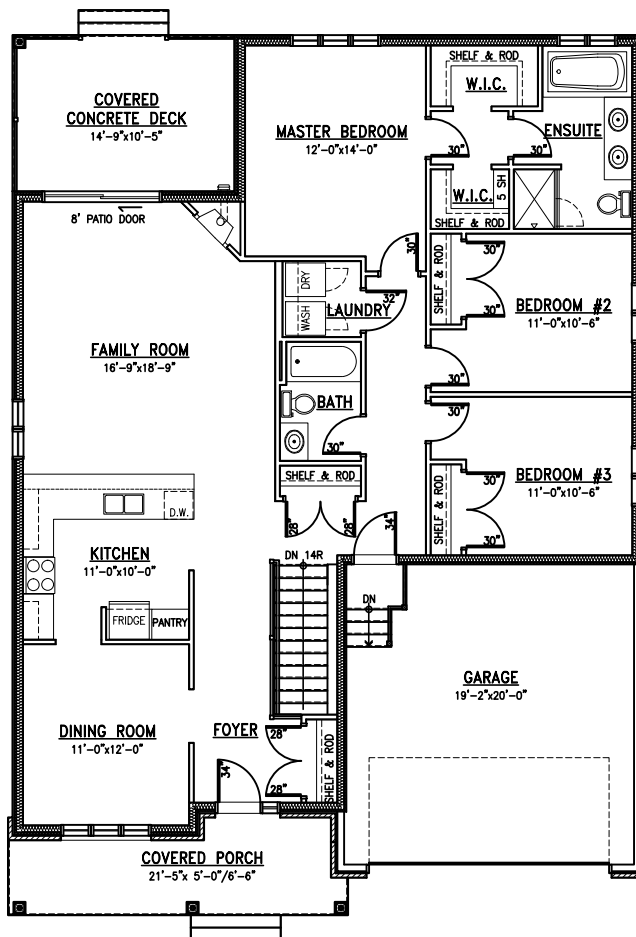 COVERED
CONCRETE DECK
14'-9"x10'-5"
8' PATIO DOOR
MASTER BEDROOM
12'-0"x14'-0"
30"
SHELF & ROD
W.I.C.
30"
30"
ENSUITE
W.I.C.
5 SH
SHELF & ROD
30"
DRY
WASH
LAUNDRY
32"
SHELF & ROD
30"
30"
BEDROOM #2
11'-0"x10'-6"
30"
FAMILY ROOM
16'-9"x18'-9"
BATH
30"
SHELF & ROD
28"
28"
30"
BEDROOM #3
11'-0"x10'-6"
SHELF & ROD
30"
30"
34"
D.W.
KITCHEN
11'-0"x10'-0"
FRIDGE
PANTRY
DN 14R
DN
GARAGE
19'-2"x20'-0"
DINING ROOM
11'-0"x12'-0"
FOYER
28"
28"
SHELF & ROD
34"
COVERED PORCH
21'-5"x 5'-0"/6'-6"